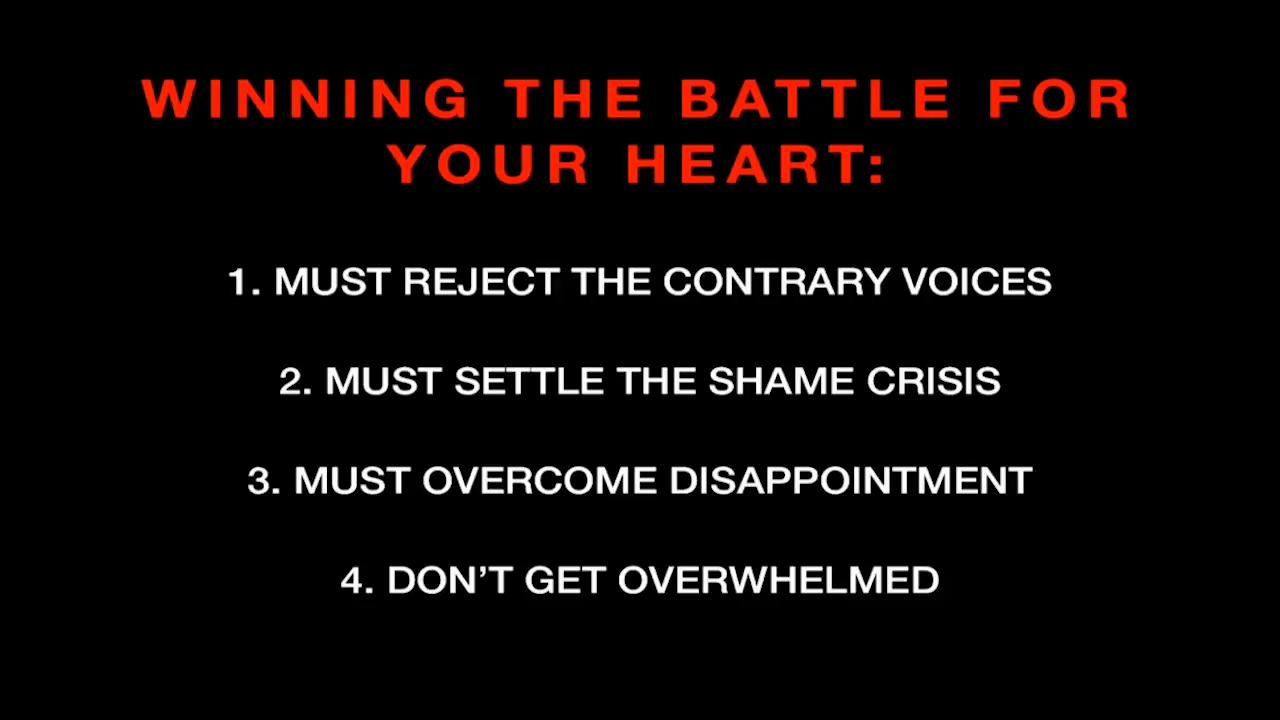 WINNING THE BATTLE FOR
YOUR HEART:
1. MUST REJECT THE CONTRARY VOICES
2. MUST SETTLE THE SHAME CRISIS
3. MUST OVERCOME DISAPPOINTMENT
4. DON’T GET OVERWHELMED